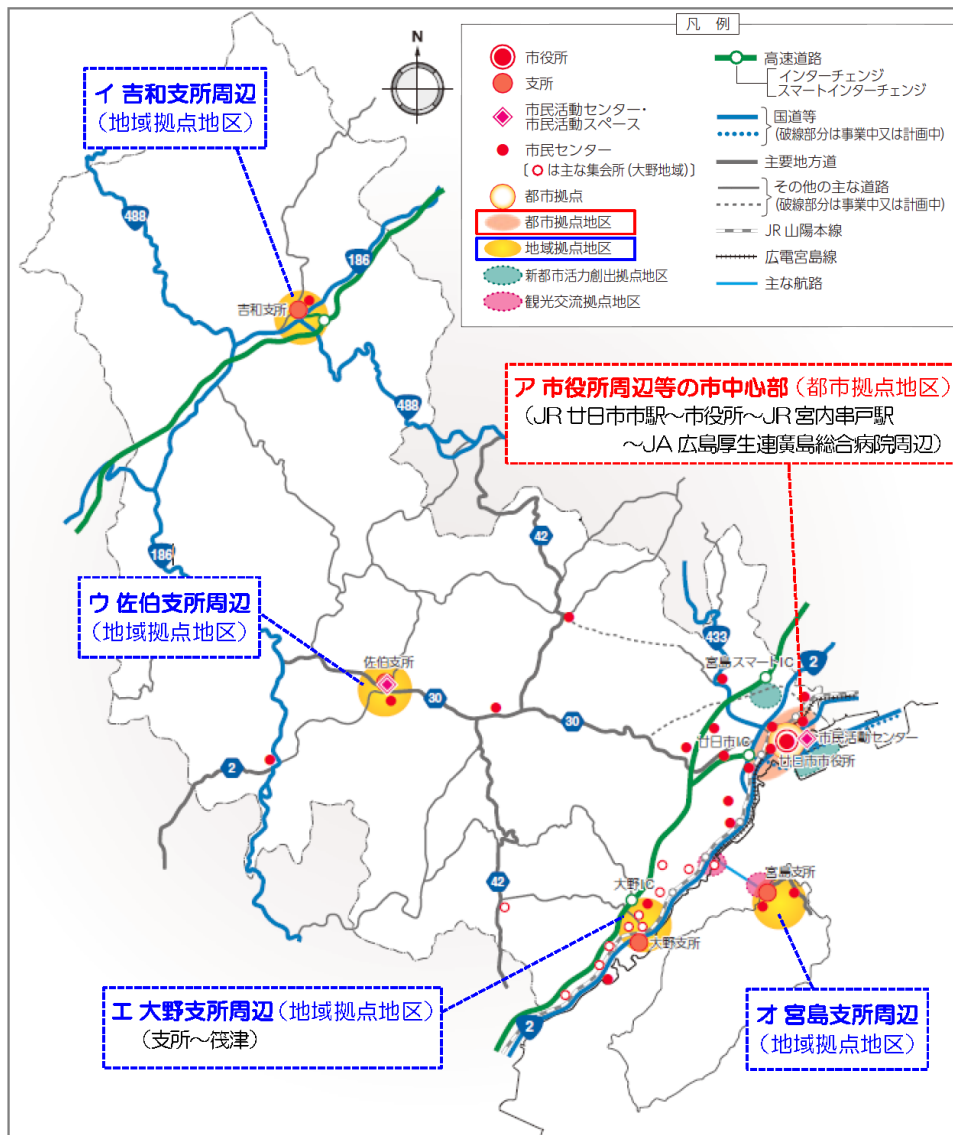 凡 例
市役所
支所
市民活動センター・
市民活動スペース
市民センター
〔 は主な集会所(大野地域)〕
都市拠点
都市拠点地区
地域拠点地区
新都市活力創出拠点地区
観光交流拠点地区
高速道路
インターチェンジ
スマートインターチェンジ
国道等
(破線部分は事業中又は計画中)
主要地方道
その他の主な道路
(破線部分は事業中又は計画中)
JR 山陽本線
広電宮島線
主な航路
N
イ 吉和支所周辺
(地域拠点地区)
488
186
吉和支所
488
ア 市役所周辺等の市中心部(都市拠点地区)
(JR 廿日市市駅~市役所~JR 宮内串戸駅
~JA 広島厚生連廣島総合病院周辺)
186
42
ウ 佐伯支所周辺
(地域拠点地区)
433
2
宮島スマートIC
佐伯支所
30
30
廿日市IC
市民活動センター
廿日市市役所
2
42
大野IC
宮島支所
大野支所
エ 大野支所周辺(地域拠点地区)
(支所~筏津)
2
オ 宮島支所周辺
(地域拠点地区)